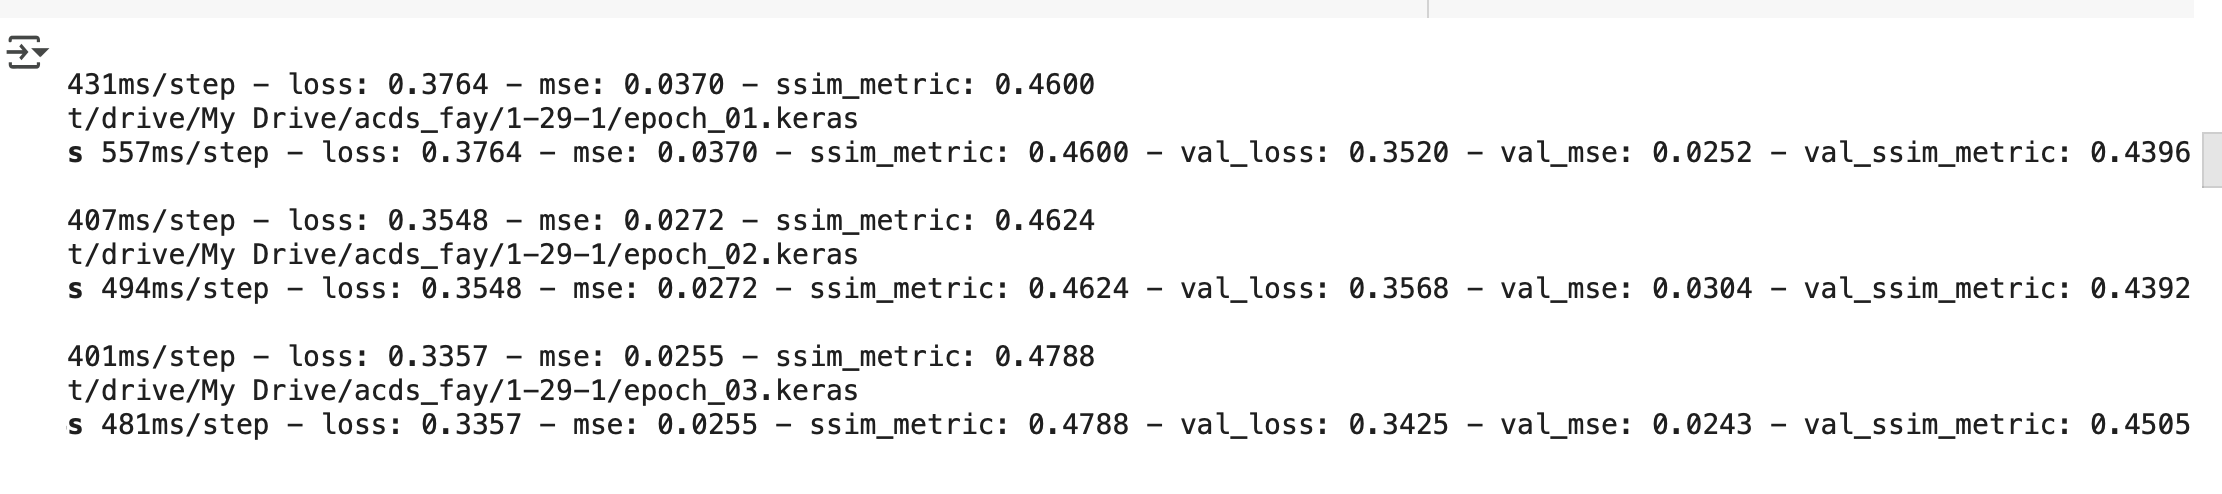 431ms/step - loss: 0.3764 - mse: 0.0370 - ssim_metric: 0.4600
t/drive/My Drive/acds_fay/1-29-1/epoch_01.keras
s 557ms/step - loss: 0.3764 - mse: 0.0370 - ssim_metric: 0.4600 - val_loss: 0.3520 - val_mse: 0.0252 - val_ssim_metric: 0.4396
407ms/step - loss: 0.3548 - mse: 0.0272 - ssim_metric: 0.4624
t/drive/My Drive/acds_fay/1-29-1/epoch_02.keras
s 494ms/step - loss: 0.3548 - mse: 0.0272 - ssim_metric: 0.4624 - val_loss: 0.3568 - val_mse: 0.0304 - val_ssim_metric: 0.4392
401ms/step - loss: 0.3357 - mse: 0.0255 - ssim_metric: 0.4788
t/drive/My Drive/acds_fay/1-29-1/epoch_03.keras
s 481ms/step - loss: 0.3357 - mse: 0.0255 - ssim_metric: 0.4788 - val_loss: 0.3425 - val_mse: 0.0243 - val_ssim_metric: 0.4505